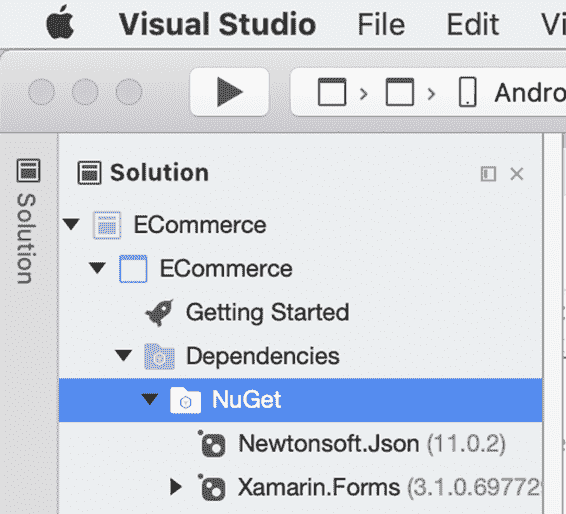 Visual Studio File Edit
Andro
Solution
Solution
ECommerce
ECommerce
Getting Started
Dependencies
NuGet
Newtonsoft.Json (11.0.2)
Xamarin.Forms (3.1.0.69772